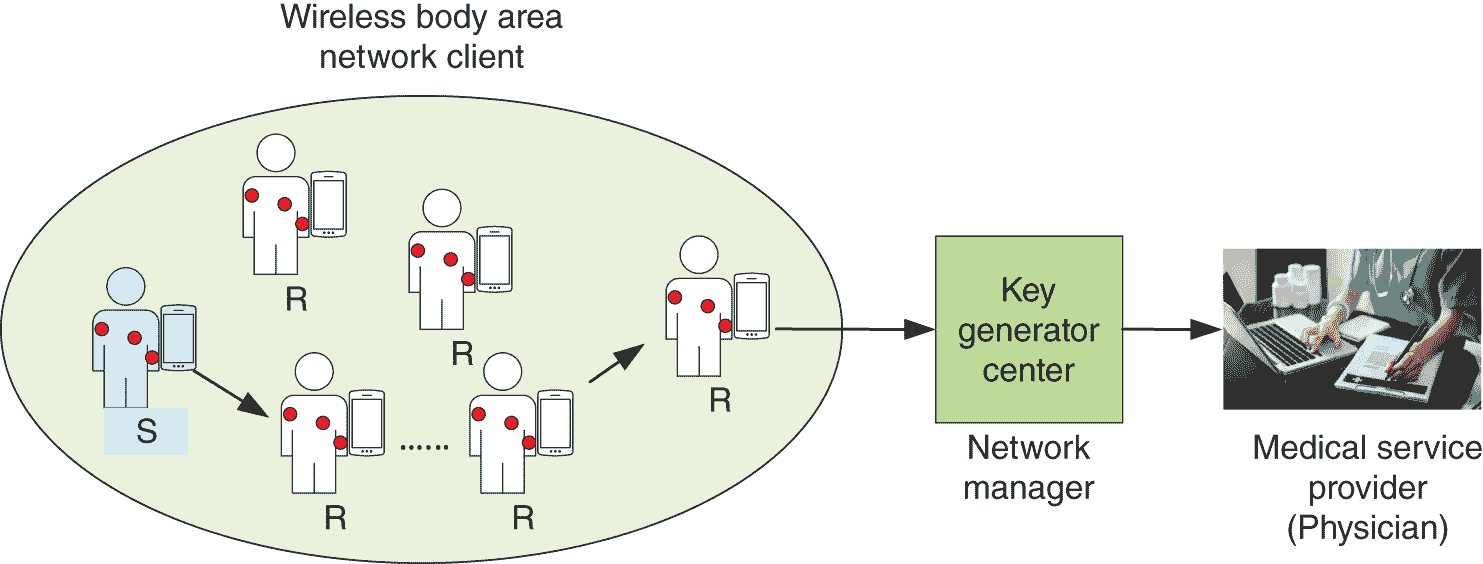 Wireless body area
network client
R
R
R
S
R
......
R
R
Key
generator
center
Network
manager
Medical service
provider
(Physician)